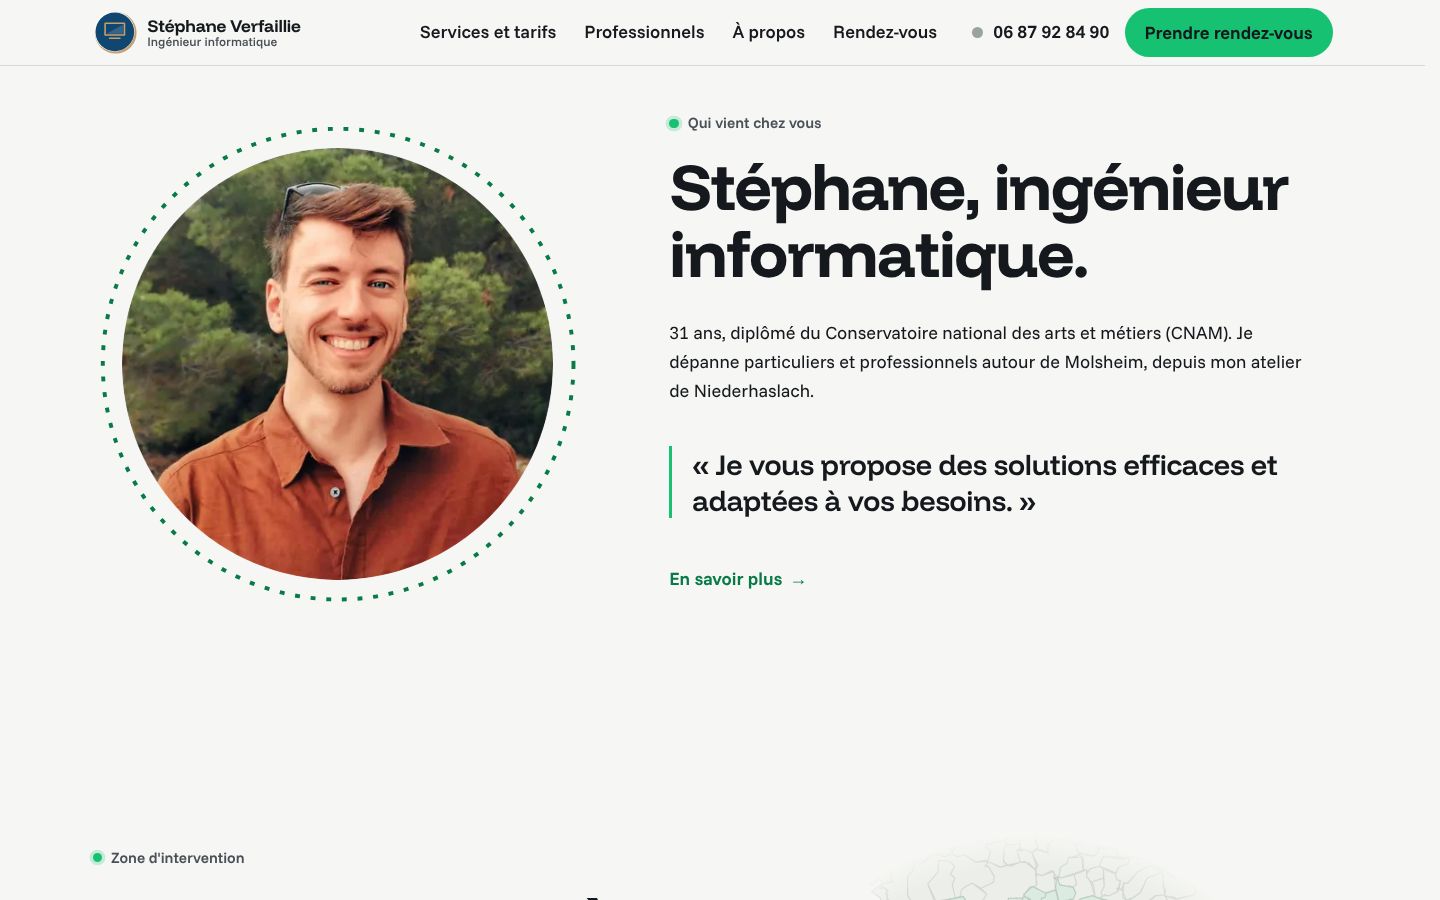 Stéphane Verfaillie
Ingénieur informatique
Services et tarifs
Professionnels
À propos
Rendez-vous
06 87 92 84 90
Prendre rendez-vous
Qui vient chez vous
Stéphane, ingénieur
informatique.
31 ans, diplômé du Conservatoire national des arts et métiers (CNAM). Je
dépanne particuliers et professionnels autour de Molsheim, depuis mon atelier
de Niederhaslach.
« Je vous propose des solutions efficaces et
adaptées à vos besoins. »
En savoir plus →
Zone d'intervention